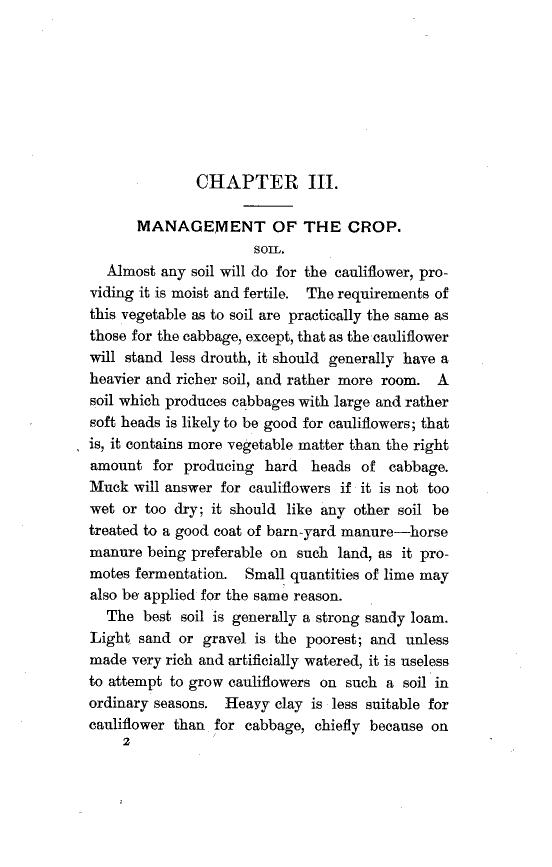 CHAPTER III.
MANAGEMENT OF THE CROP.
SOIL.
Almost any soil will do for the cauliflower, pro-
viding it is moist and fertile. The requirements of
this vegetable as to soil are practically the same as
those for the cabbage, except, that as the cauliflower
will stand less drouth, it should generally have a
heavier and richer soil, and rather more room. A
soil which produces cabbages with large and rather
soft heads is likely to be good for cauliflowers; that
is, it contains more vegetable matter than the right
amount for producing hard heads of cabbage.
Muck will answer for cauliflowers if it is not too
wet or too dry; it should like any other soil be
treated to a good coat of barn-yard manure—horse
manure being preferable on such land, as it pro-
motes fermentation. Small quantities of lime may
also be applied for the same reason.
The best soil is generally a strong sandy loam.
Light sand or gravel is the poorest; and unless
made very rich and artificially watered, it is useless
to attempt to grow cauliflowers on such a soil in
ordinary seasons. Heavy clay is less suitable for
cauliflower than for cabbage, chiefly because on
2